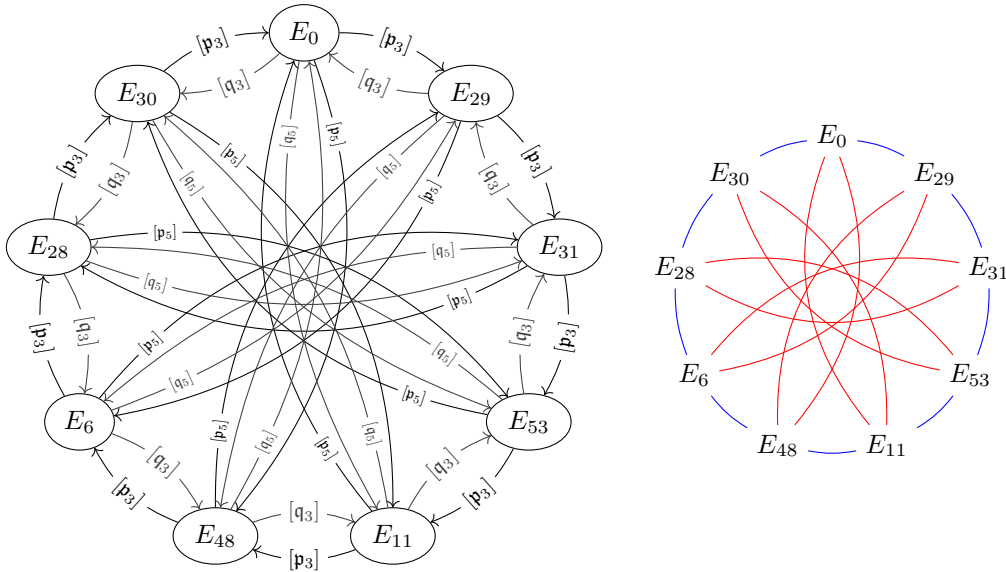 E₀
[𝔭₃] [𝔭₃]
[𝔮₃] [𝔮₃]
E₃₀ E₂₉
[𝔮₅] [𝔭₅]
[𝔭₃] [𝔭₅] [𝔮₅] [𝔭₃]
[𝔮₃] [𝔮₅] [𝔭₅] [𝔮₃]
[𝔭₅]
E₂₈ [𝔮₅] E₃₁
[𝔮₅] [𝔭₅]
[𝔭₃] [𝔮₃] [𝔭₅] [𝔮₅] [𝔮₃] [𝔭₃]
[𝔮₅] [𝔭₅]
E₆ E₅₃
[𝔭₅] [𝔮₅] [𝔭₅] [𝔮₅]
[𝔮₃] [𝔮₃]
[𝔭₃] [𝔭₃]
[𝔮₃]
E₄₈ E₁₁
[𝔭₃]
E₀
E₃₀ E₂₉
E₂₈ E₃₁
E₆ E₅₃
E₄₈ E₁₁